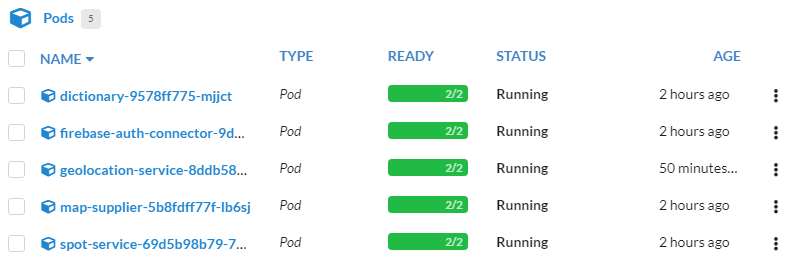 Pods 5
NAME TYPE READY STATUS AGE
dictionary-9578ff775-mjjct Pod 2/2 Running 2 hours ago
firebase-auth-connector-9d... Pod 2/2 Running 2 hours ago
geolocation-service-8ddb58... Pod 2/2 Running 50 minutes...
map-supplier-5b8fdff77f-lb6sj Pod 2/2 Running 2 hours ago
spot-service-69d5b98b79-7... Pod 2/2 Running 2 hours ago